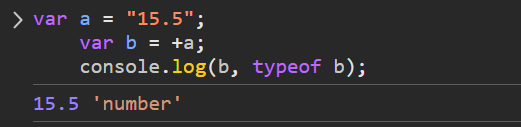 > var a = "15.5";
var b = +a;
console.log(b, typeof b);
15.5 'number'